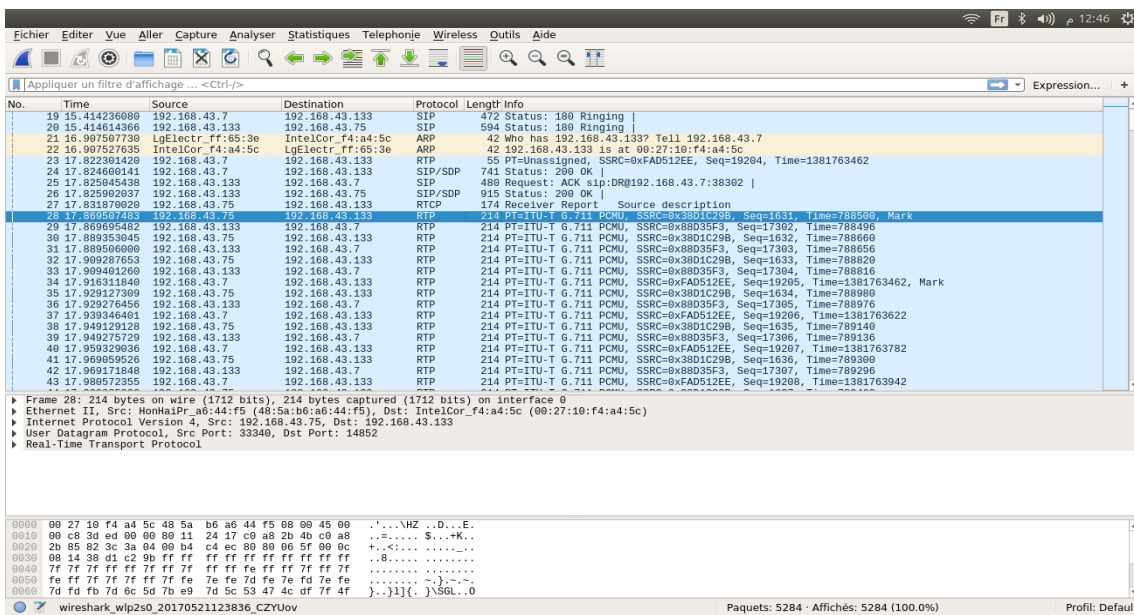 Fr م 12:46
Fichier Editer Vue Aller Capture Analyser Statistiques Telephonie Wireless Outils Aide
Appliquer un filtre d'affichage … <Ctrl-/> Expression… +
No. Time Source Destination Protocol Length Info
19 15.414236080 192.168.43.7 192.168.43.133 SIP 472 Status: 180 Ringing |
20 15.414614366 192.168.43.133 192.168.43.75 SIP 594 Status: 180 Ringing |
21 16.907507730 LgElectr_ff:65:3e IntelCor_f4:a4:5c ARP 42 Who has 192.168.43.133? Tell 192.168.43.7
22 16.907527635 IntelCor_f4:a4:5c LgElectr_ff:65:3e ARP 42 192.168.43.133 is at 00:27:10:f4:a4:5c
23 17.822301420 192.168.43.7 192.168.43.133 RTP 55 PT=Unassigned, SSRC=0xFAD512EE, Seq=19204, Time=1381763462
24 17.824600141 192.168.43.7 192.168.43.133 SIP/SDP 741 Status: 200 OK |
25 17.825045438 192.168.43.133 192.168.43.7 SIP 480 Request: ACK sip:DR@192.168.43.7:38302 |
26 17.825902037 192.168.43.133 192.168.43.75 SIP/SDP 915 Status: 200 OK |
27 17.831870020 192.168.43.75 192.168.43.133 RTCP 174 Receiver Report Source description
28 17.869507483 192.168.43.75 192.168.43.133 RTP 214 PT=ITU-T G.711 PCMU, SSRC=0x38D1C29B, Seq=1631, Time=788500, Mark
29 17.869695482 192.168.43.133 192.168.43.7 RTP 214 PT=ITU-T G.711 PCMU, SSRC=0x88D35F3, Seq=17302, Time=788496
30 17.889353045 192.168.43.75 192.168.43.133 RTP 214 PT=ITU-T G.711 PCMU, SSRC=0x38D1C29B, Seq=1632, Time=788660
31 17.889506000 192.168.43.133 192.168.43.7 RTP 214 PT=ITU-T G.711 PCMU, SSRC=0x88D35F3, Seq=17303, Time=788656
32 17.909287653 192.168.43.75 192.168.43.133 RTP 214 PT=ITU-T G.711 PCMU, SSRC=0x38D1C29B, Seq=1633, Time=788820
33 17.909401260 192.168.43.133 192.168.43.7 RTP 214 PT=ITU-T G.711 PCMU, SSRC=0x88D35F3, Seq=17304, Time=788816
34 17.916311840 192.168.43.7 192.168.43.133 RTP 214 PT=ITU-T G.711 PCMU, SSRC=0xFAD512EE, Seq=19205, Time=1381763462, Mark
35 17.929127309 192.168.43.75 192.168.43.133 RTP 214 PT=ITU-T G.711 PCMU, SSRC=0x38D1C29B, Seq=1634, Time=788980
36 17.929276456 192.168.43.133 192.168.43.7 RTP 214 PT=ITU-T G.711 PCMU, SSRC=0x88D35F3, Seq=17305, Time=788976
37 17.939346401 192.168.43.7 192.168.43.133 RTP 214 PT=ITU-T G.711 PCMU, SSRC=0xFAD512EE, Seq=19206, Time=1381763622
38 17.949129128 192.168.43.75 192.168.43.133 RTP 214 PT=ITU-T G.711 PCMU, SSRC=0x38D1C29B, Seq=1635, Time=789140
39 17.949275729 192.168.43.133 192.168.43.7 RTP 214 PT=ITU-T G.711 PCMU, SSRC=0x88D35F3, Seq=17306, Time=789136
40 17.959329036 192.168.43.7 192.168.43.133 RTP 214 PT=ITU-T G.711 PCMU, SSRC=0xFAD512EE, Seq=19207, Time=1381763782
41 17.969059526 192.168.43.75 192.168.43.133 RTP 214 PT=ITU-T G.711 PCMU, SSRC=0x38D1C29B, Seq=1636, Time=789300
42 17.969171848 192.168.43.133 192.168.43.7 RTP 214 PT=ITU-T G.711 PCMU, SSRC=0x88D35F3, Seq=17307, Time=789296
43 17.980572355 192.168.43.7 192.168.43.133 RTP 214 PT=ITU-T G.711 PCMU, SSRC=0xFAD512EE, Seq=19208, Time=1381763942
Frame 28: 214 bytes on wire (1712 bits), 214 bytes captured (1712 bits) on interface 0
Ethernet II, Src: HonHaiPr_a6:44:f5 (48:5a:b6:a6:44:f5), Dst: IntelCor_f4:a4:5c (00:27:10:f4:a4:5c)
Internet Protocol Version 4, Src: 192.168.43.75, Dst: 192.168.43.133
User Datagram Protocol, Src Port: 33340, Dst Port: 14852
Real-Time Transport Protocol
0000 00 27 10 f4 a4 5c 48 5a b6 a6 44 f5 08 00 45 00 .'...\HZ ..D...E.
0010 00 c8 3d ed 00 00 80 11 24 17 c0 a8 2b 4b c0 a8 ..=..... $...+K..
0020 2b 85 82 3c 3a 04 00 b4 c4 ec 80 80 06 5f 00 0c +..<:... ....._..
0030 08 14 38 d1 c2 9b ff ff ff ff ff ff ff ff ff ff ..8..... ........
0040 7f 7f 7f ff ff 7f ff 7f ff ff fe ff ff 7f ff 7f ........ ........
0050 fe ff 7f 7f 7f ff 7f fe 7e fe 7d fe 7e fd 7e fe ........ ~.}.~.~.
0060 7d fd fb 7d 6c 5d 7b e9 7d 5c 53 47 4c df 7f 4f }..}l]{. }\SGL..O
wireshark_wlp2s0_20170521123836_CZYUov Paquets: 5284 · Affichés: 5284 (100.0%) Profil: Defaul